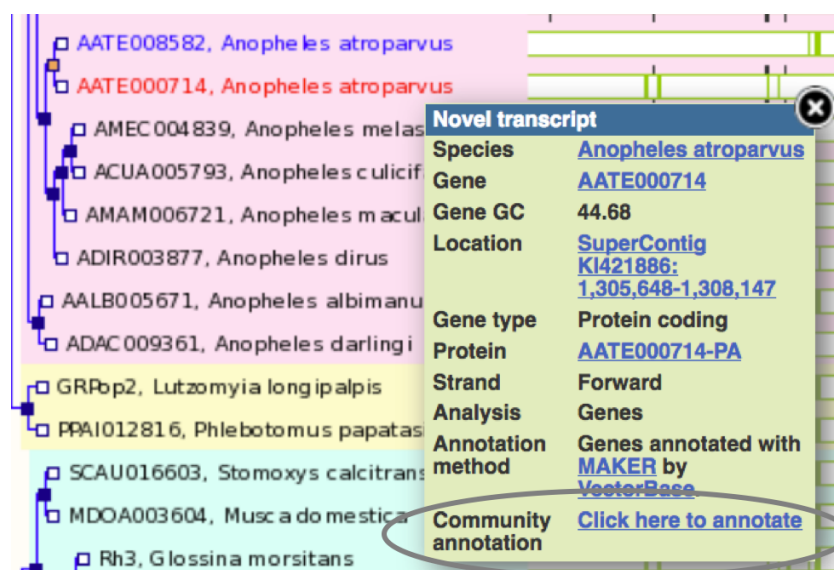 AATE008582, Anopheles atroparvus
AATE000714, Anopheles atroparvus
AMEC004839, Anopheles melas
ACUA005793, Anopheles culicif
AMAM006721, Anopheles macul
ADIR003877, Anopheles dirus
AALB005671, Anopheles albimanu
ADAC009361, Anopheles darlingi
GRPop2, Lutzomyia longipalpis
PPAI012816, Phlebotomus papatas
SCAU016603, Stomoxys calcitrans
MDOA003604, Musca domestica
Rh3, Glossina morsitans
Novel transcript
Species Anopheles atroparvus
Gene AATE000714
Gene GC 44.68
Location SuperContig
KI421886:
1,305,648-1,308,147
Gene type Protein coding
Protein AATE000714-PA
Strand Forward
Analysis Genes
Annotation Genes annotated with
method MAKER by
VectorBase
Community Click here to annotate
annotation